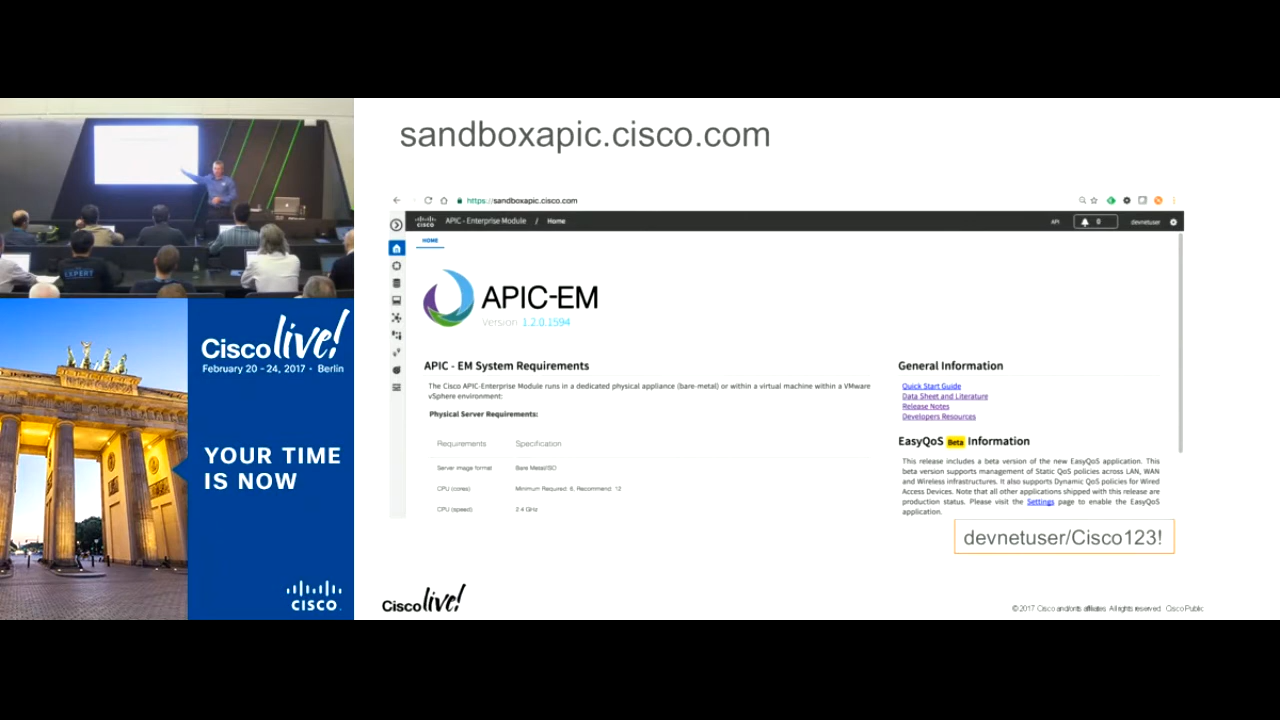 sandboxapic.cisco.com
https://sandboxapic.cisco.com
CISCO
APIC - Enterprise Module / Home
API
0
devnetuser
HOME
APIC-EM
Version 1.2.0.1594
APIC - EM System Requirements
The Cisco APIC-Enterprise Module runs in a dedicated physical appliance (bare-metal) or within a virtual machine within a VMware
vSphere environment:
Physical Server Requirements:
Requirements Specification
Server image format Bare Metal/ISO
CPU (cores) Minimum Required: 6, Recommend: 12
CPU (speed) 2.4 GHz
General Information
Quick Start Guide
Data Sheet and Literature
Release Notes
Developers Resources
EasyQoS Beta Information
This release includes a beta version of the new EasyQoS application. This
beta version supports management of Static QoS policies across LAN, WAN
and Wireless infrastructures. It also supports Dynamic QoS policies for Wired
Access Devices. Note that all other applications shipped with this release are
production status. Please visit the Settings page to enable the EasyQoS
application.
devnetuser/Cisco123!
Cisco live!
© 2017 Cisco and/or its affiliates. All rights reserved. Cisco Public
EXPERT
Cisco live!
February 20 - 24, 2017 • Berlin
YOUR TIME
IS NOW
CISCO